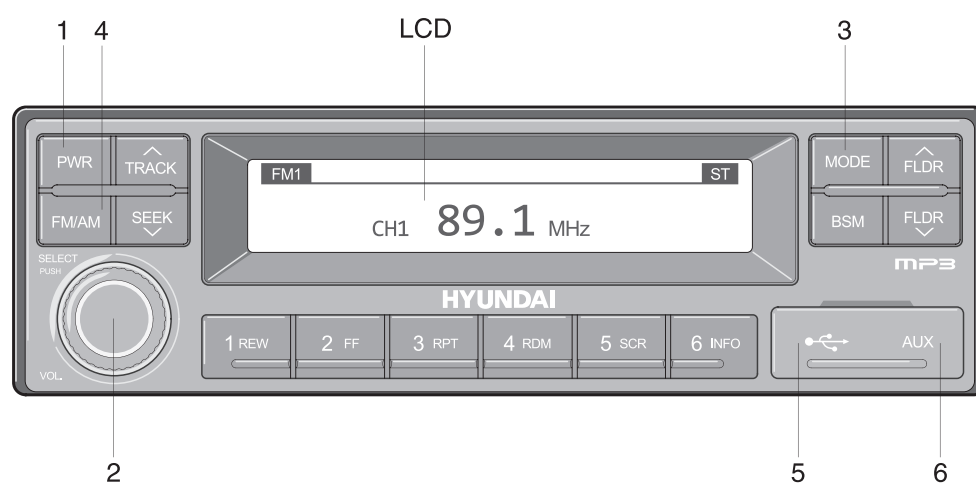 1 4 LCD 3
PWR TRACK
FM/AM SEEK
SELECT
PUSH
VOL.
FM1 ST
CH1 89.1 MHz
HYUNDAI
1 REW 2 FF 3 RPT 4 RDM 5 SCR 6 INFO
MODE FLDR
BSM FLDR
MP3
AUX
2 5 6